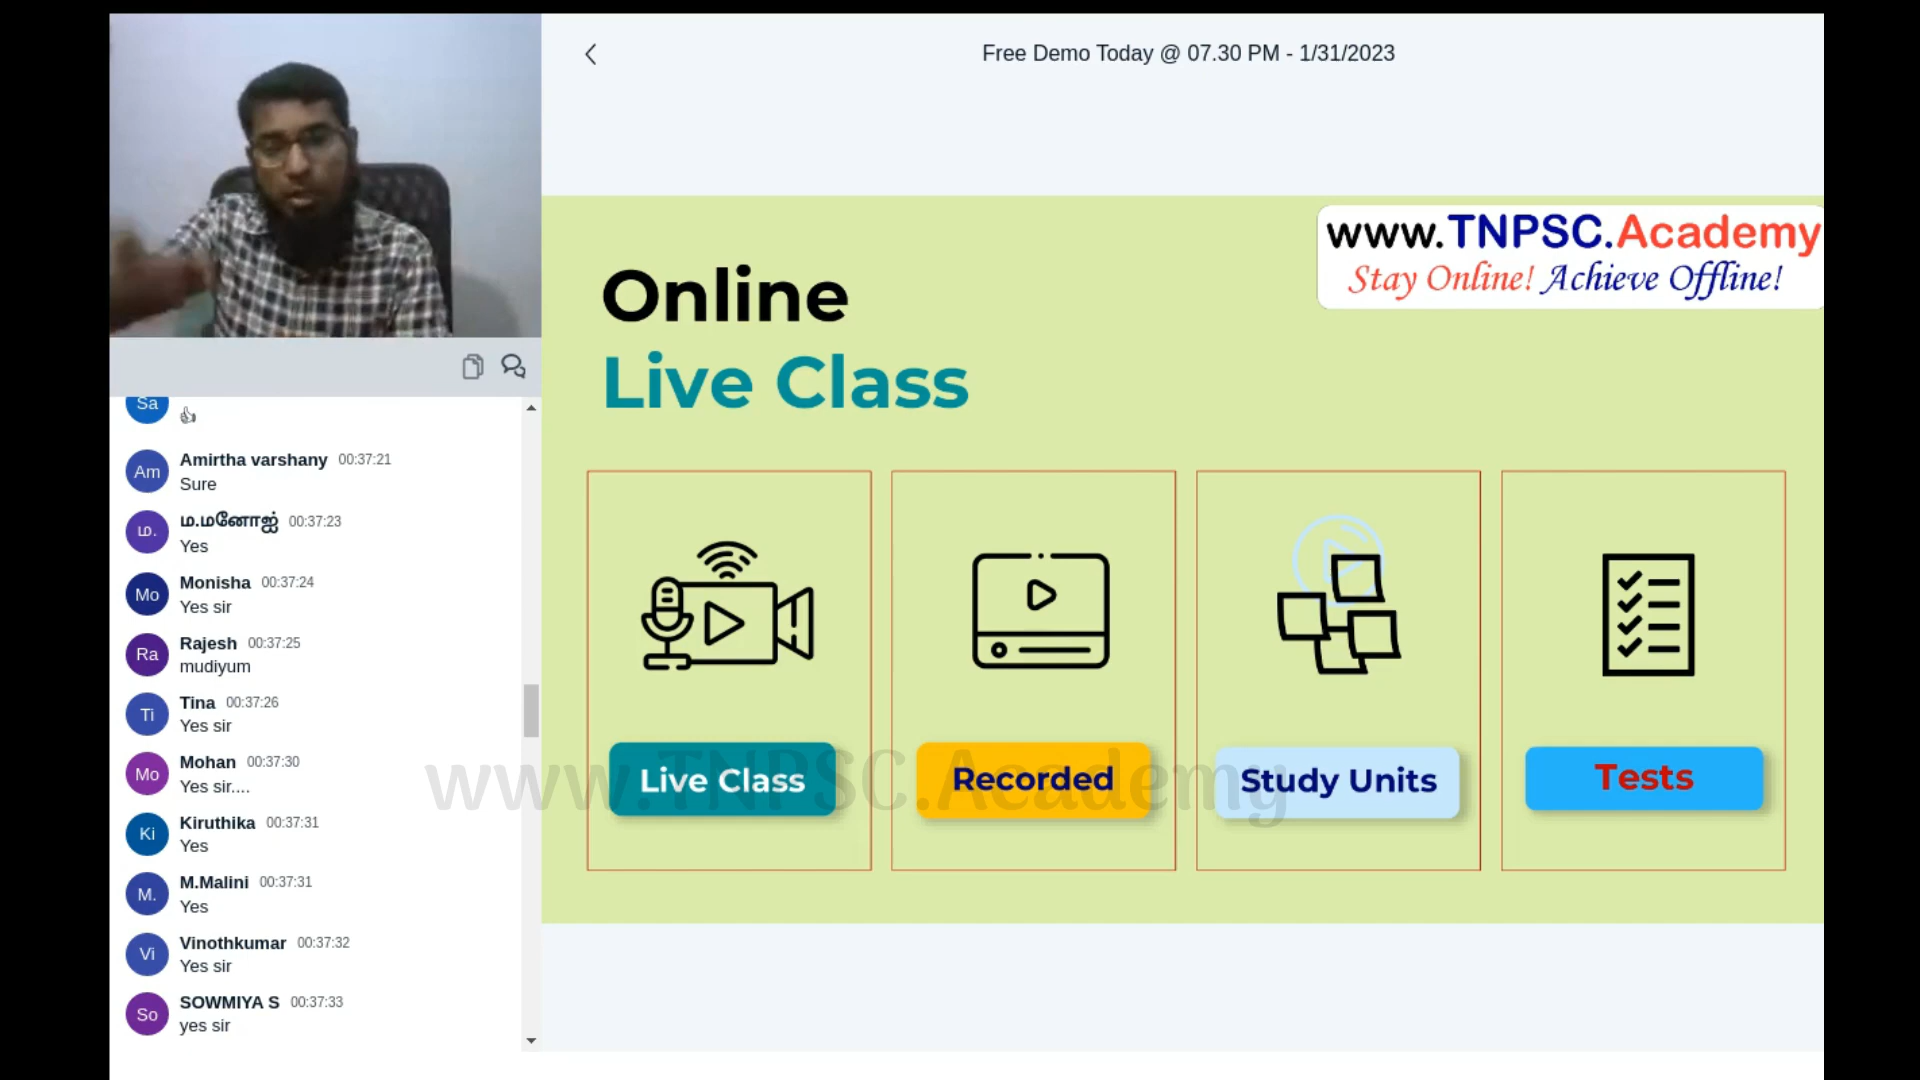 Free Demo Today @ 07.30 PM - 1/31/2023
www.TNPSC.Academy
Stay Online! Achieve Offline!
Online
Live Class
Live Class
Recorded
Study Units
Tests
www.TNPSC.Academy
Sa
Am
Amirtha varshany 00:37:21
Sure
ம.
ம.மனோஜ் 00:37:23
Yes
Mo
Monisha 00:37:24
Yes sir
Ra
Rajesh 00:37:25
mudiyum
Ti
Tina 00:37:26
Yes sir
Mo
Mohan 00:37:30
Yes sir....
Ki
Kiruthika 00:37:31
Yes
M.
M.Malini 00:37:31
Yes
Vi
Vinothkumar 00:37:32
Yes sir
So
SOWMIYA S 00:37:33
yes sir